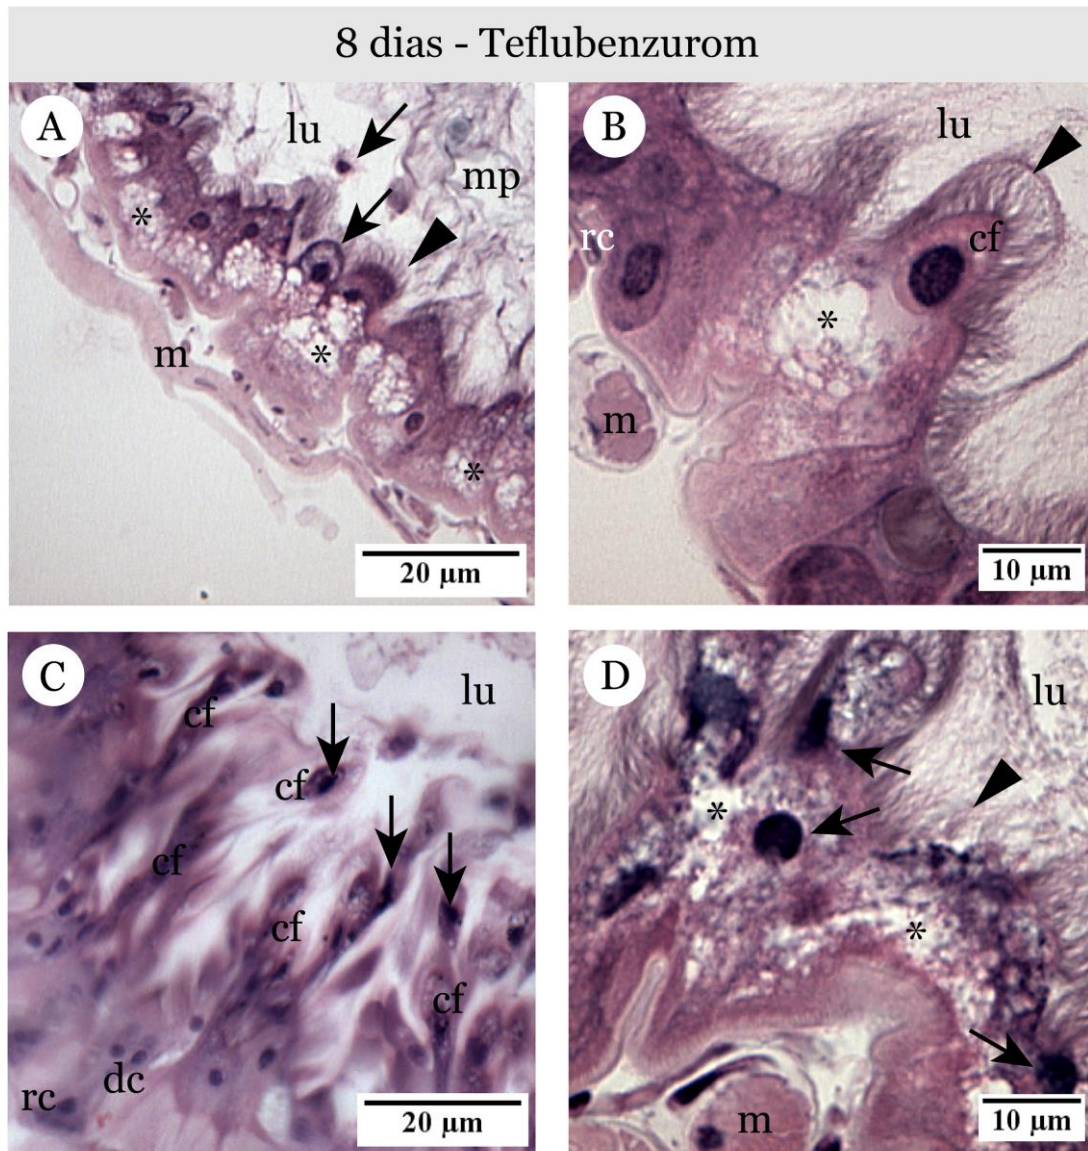 8 dias - Teflubenzurom
A
lu
mp
*
*
m
*
20 µm
B
lu
rc
cf
*
m
10 µm
C
lu
cf
cf
cf
cf
cf
dc
rc
20 µm
D
lu
*
*
m
10 µm